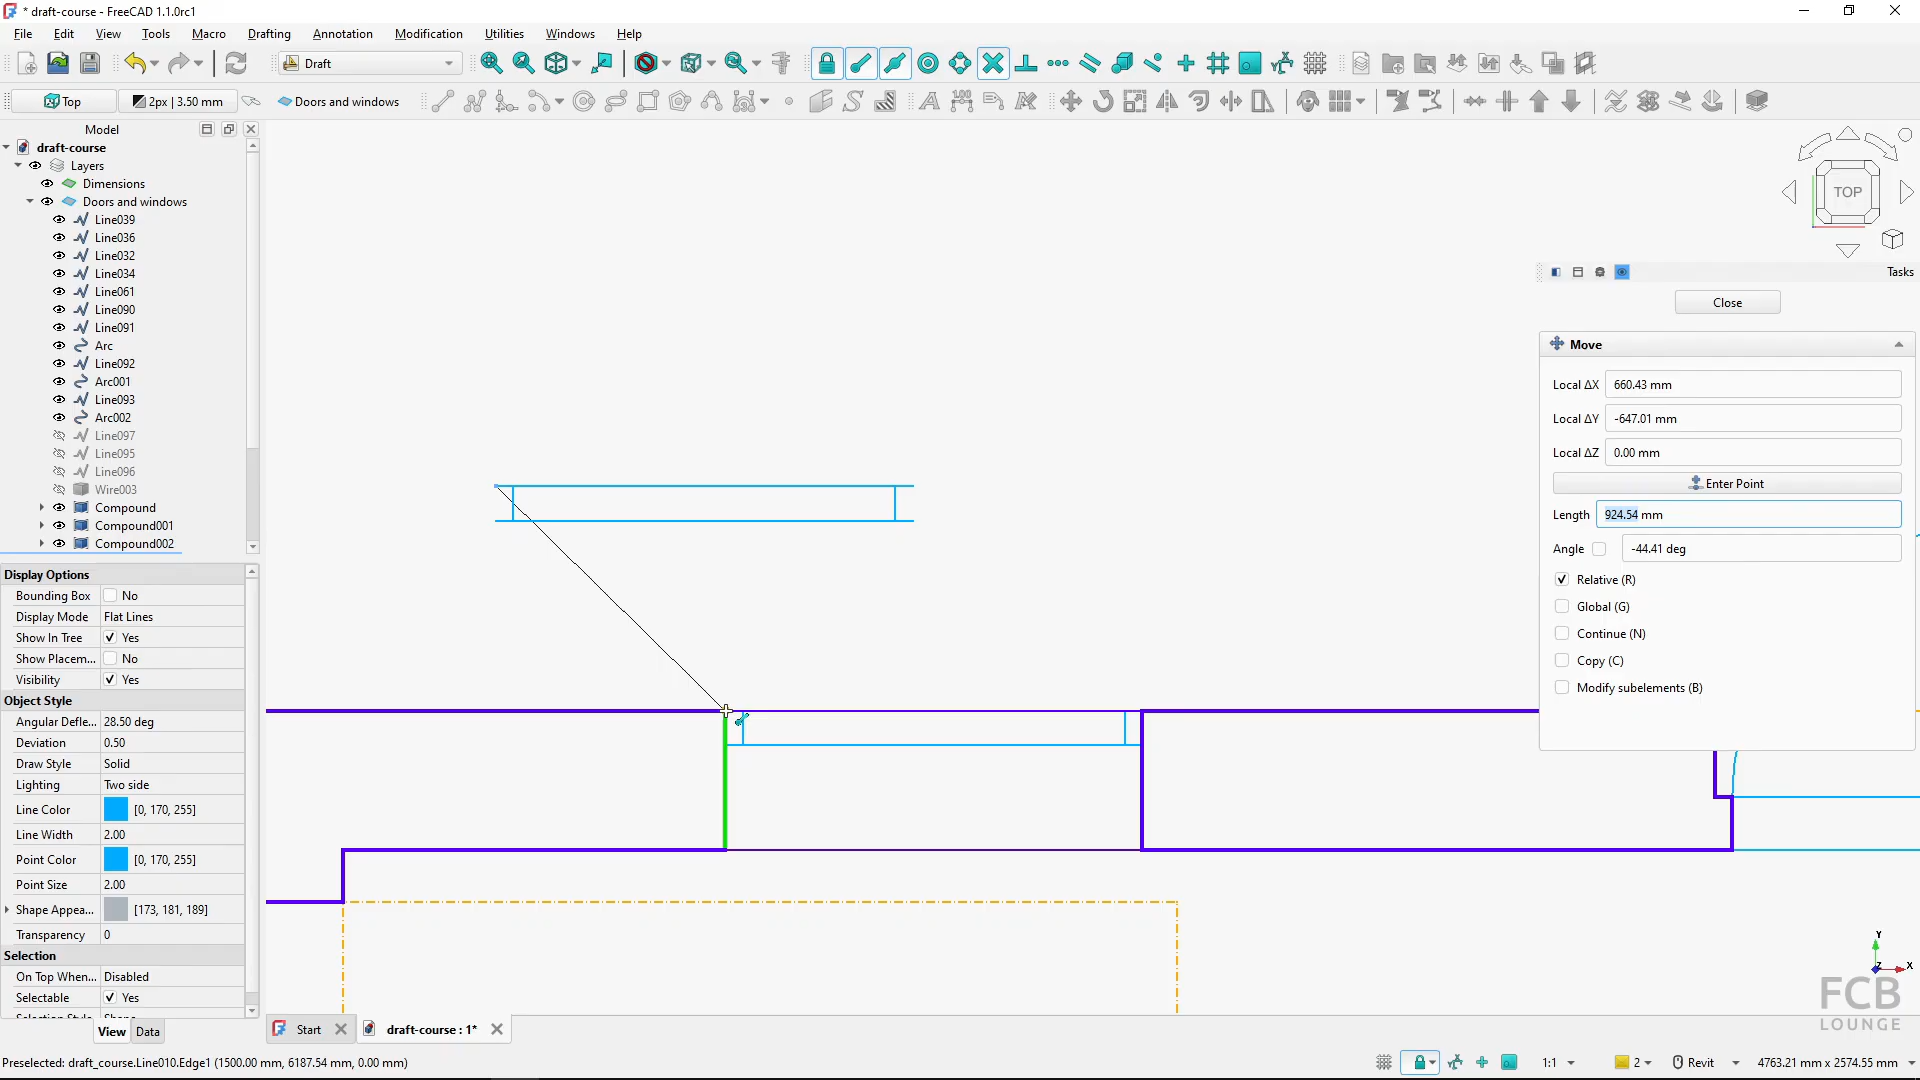 * draft-course - FreeCAD 1.1.0rc1
File Edit View Tools Macro Drafting Annotation Modification Utilities Windows Help
Draft
Top
2px | 3.50 mm
Doors and windows
Model
draft-course
Layers
Dimensions
Doors and windows
Line039
Line036
Line032
Line034
Line061
Line090
Line091
Arc
Line092
Arc001
Line093
Arc002
Line097
Line095
Line096
Wire003
Compound
Compound001
Compound002
Display Options
Bounding Box No
Display Mode Flat Lines
Show In Tree Yes
Show Placem... No
Visibility Yes
Object Style
Angular Defle... 28.50 deg
Deviation 0.50
Draw Style Solid
Lighting Two side
Line Color [0, 170, 255]
Line Width 2.00
Point Color [0, 170, 255]
Point Size 2.00
Shape Appea... [173, 181, 189]
Transparency 0
Selection
On Top When... Disabled
Selectable Yes
View Data
Start
draft-course : 1*
TOP
Tasks
Close
Move
Local ΔX 660.43 mm
Local ΔY -647.01 mm
Local ΔZ 0.00 mm
Enter Point
Length 924.54 mm
Angle -44.41 deg
Relative (R)
Global (G)
Continue (N)
Copy (C)
Modify subelements (B)
Y
Z
X
FCB
LOUNGE
Preselected: draft_course.Line010.Edge1 (1500.00 mm, 6187.54 mm, 0.00 mm)
1:1
2
Revit
4763.21 mm x 2574.55 mm